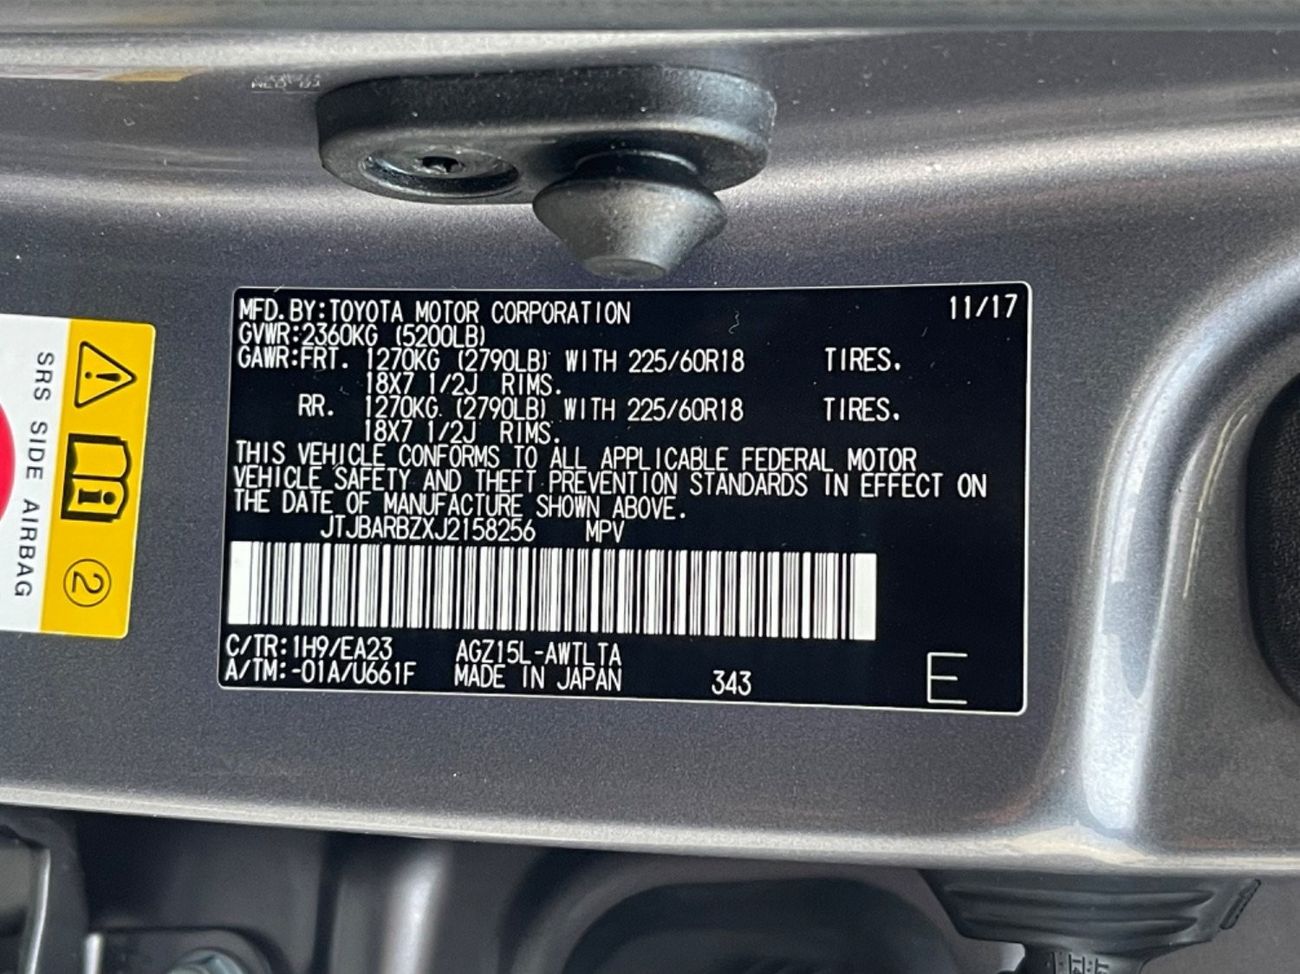 MFD. BY: TOYOTA MOTOR CORPORATION 11/17
GVWR: 2360KG (5200LB)
GAWR: FRT. 1270KG (2790LB) WITH 225/60R18 TIRES.
18X7 1/2J RIMS.
RR. 1270KG (2790LB) WITH 225/60R18 TIRES.
18X7 1/2J RIMS.
THIS VEHICLE CONFORMS TO ALL APPLICABLE FEDERAL MOTOR
VEHICLE SAFETY AND THEFT PREVENTION STANDARDS IN EFFECT ON
THE DATE OF MANUFACTURE SHOWN ABOVE.
JTJBARBZXJ2158256 MPV
C/TR: 1H9/EA23 AGZ15L-AWTLTA
A/TM: -01A/U661F MADE IN JAPAN 343 E
SRS SIDE AIRBAG
2